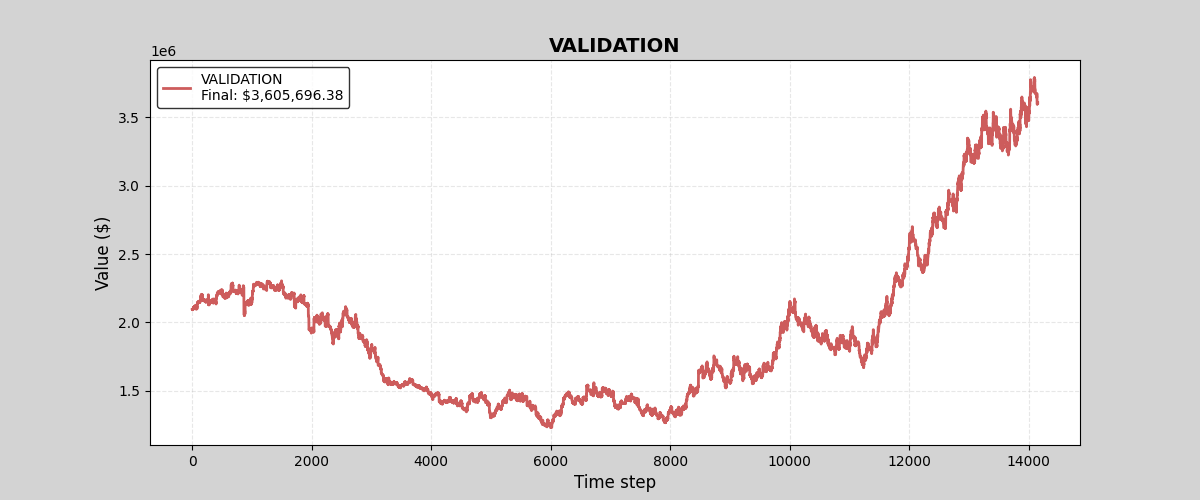 VALIDATION
1e6
VALIDATION
Final: $3,605,696.38
3.5
3.0
2.5
2.0
1.5
Value ($)
0 2000 4000 6000 8000 10000 12000 14000
Time step